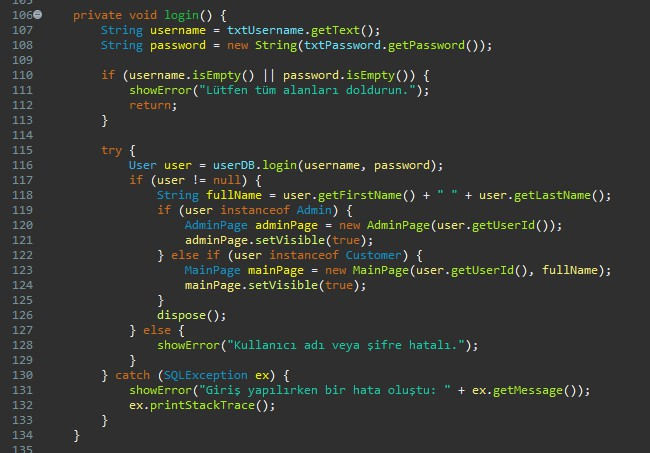 106 private void login() {
107 String username = txtUsername.getText();
108 String password = new String(txtPassword.getPassword());
109
110 if (username.isEmpty() || password.isEmpty()) {
111 showError("Lütfen tüm alanları doldurun.");
112 return;
113 }
114
115 try {
116 User user = userDB.login(username, password);
117 if (user != null) {
118 String fullName = user.getFirstName() + " " + user.getLastName();
119 if (user instanceof Admin) {
120 AdminPage adminPage = new AdminPage(user.getUserId());
121 adminPage.setVisible(true);
122 } else if (user instanceof Customer) {
123 MainPage mainPage = new MainPage(user.getUserId(), fullName);
124 mainPage.setVisible(true);
125 }
126 dispose();
127 } else {
128 showError("Kullanıcı adı veya şifre hatalı.");
129 }
130 } catch (SQLException ex) {
131 showError("Giriş yapılırken bir hata oluştu: " + ex.getMessage());
132 ex.printStackTrace();
133 }
134 }
135